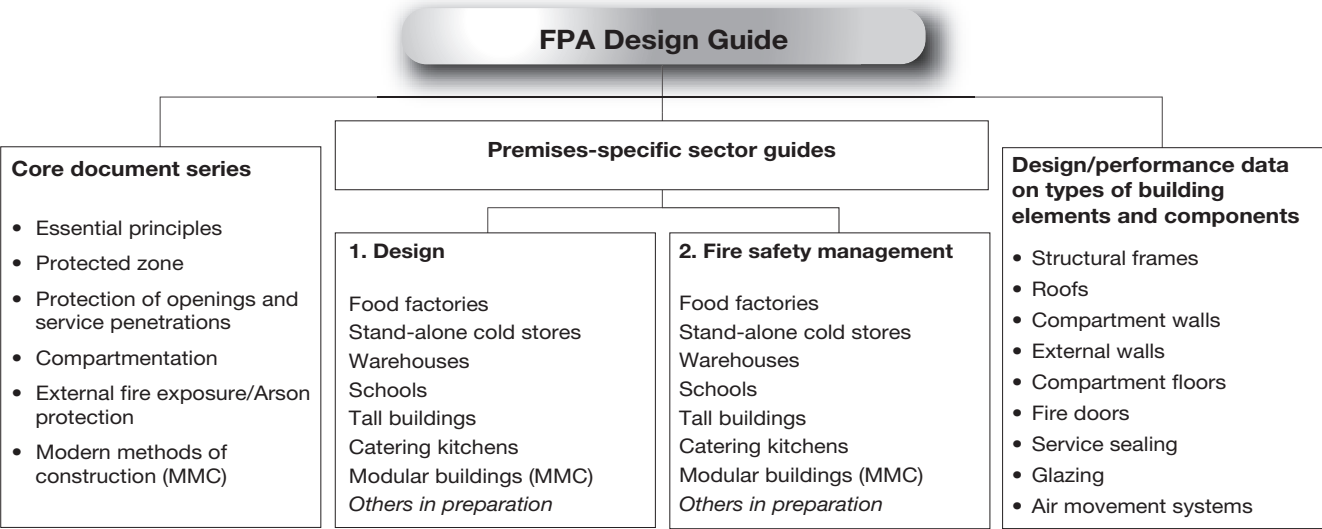 FPA Design Guide
Core document series
• Essential principles
• Protected zone
• Protection of openings and
service penetrations
• Compartmentation
• External fire exposure/Arson
protection
• Modern methods of
construction (MMC)
Premises-specific sector guides
1. Design
Food factories
Stand-alone cold stores
Warehouses
Schools
Tall buildings
Catering kitchens
Modular buildings (MMC)
Others in preparation
2. Fire safety management
Food factories
Stand-alone cold stores
Warehouses
Schools
Tall buildings
Catering kitchens
Modular buildings (MMC)
Others in preparation
Design/performance data
on types of building
elements and components
• Structural frames
• Roofs
• Compartment walls
• External walls
• Compartment floors
• Fire doors
• Service sealing
• Glazing
• Air movement systems